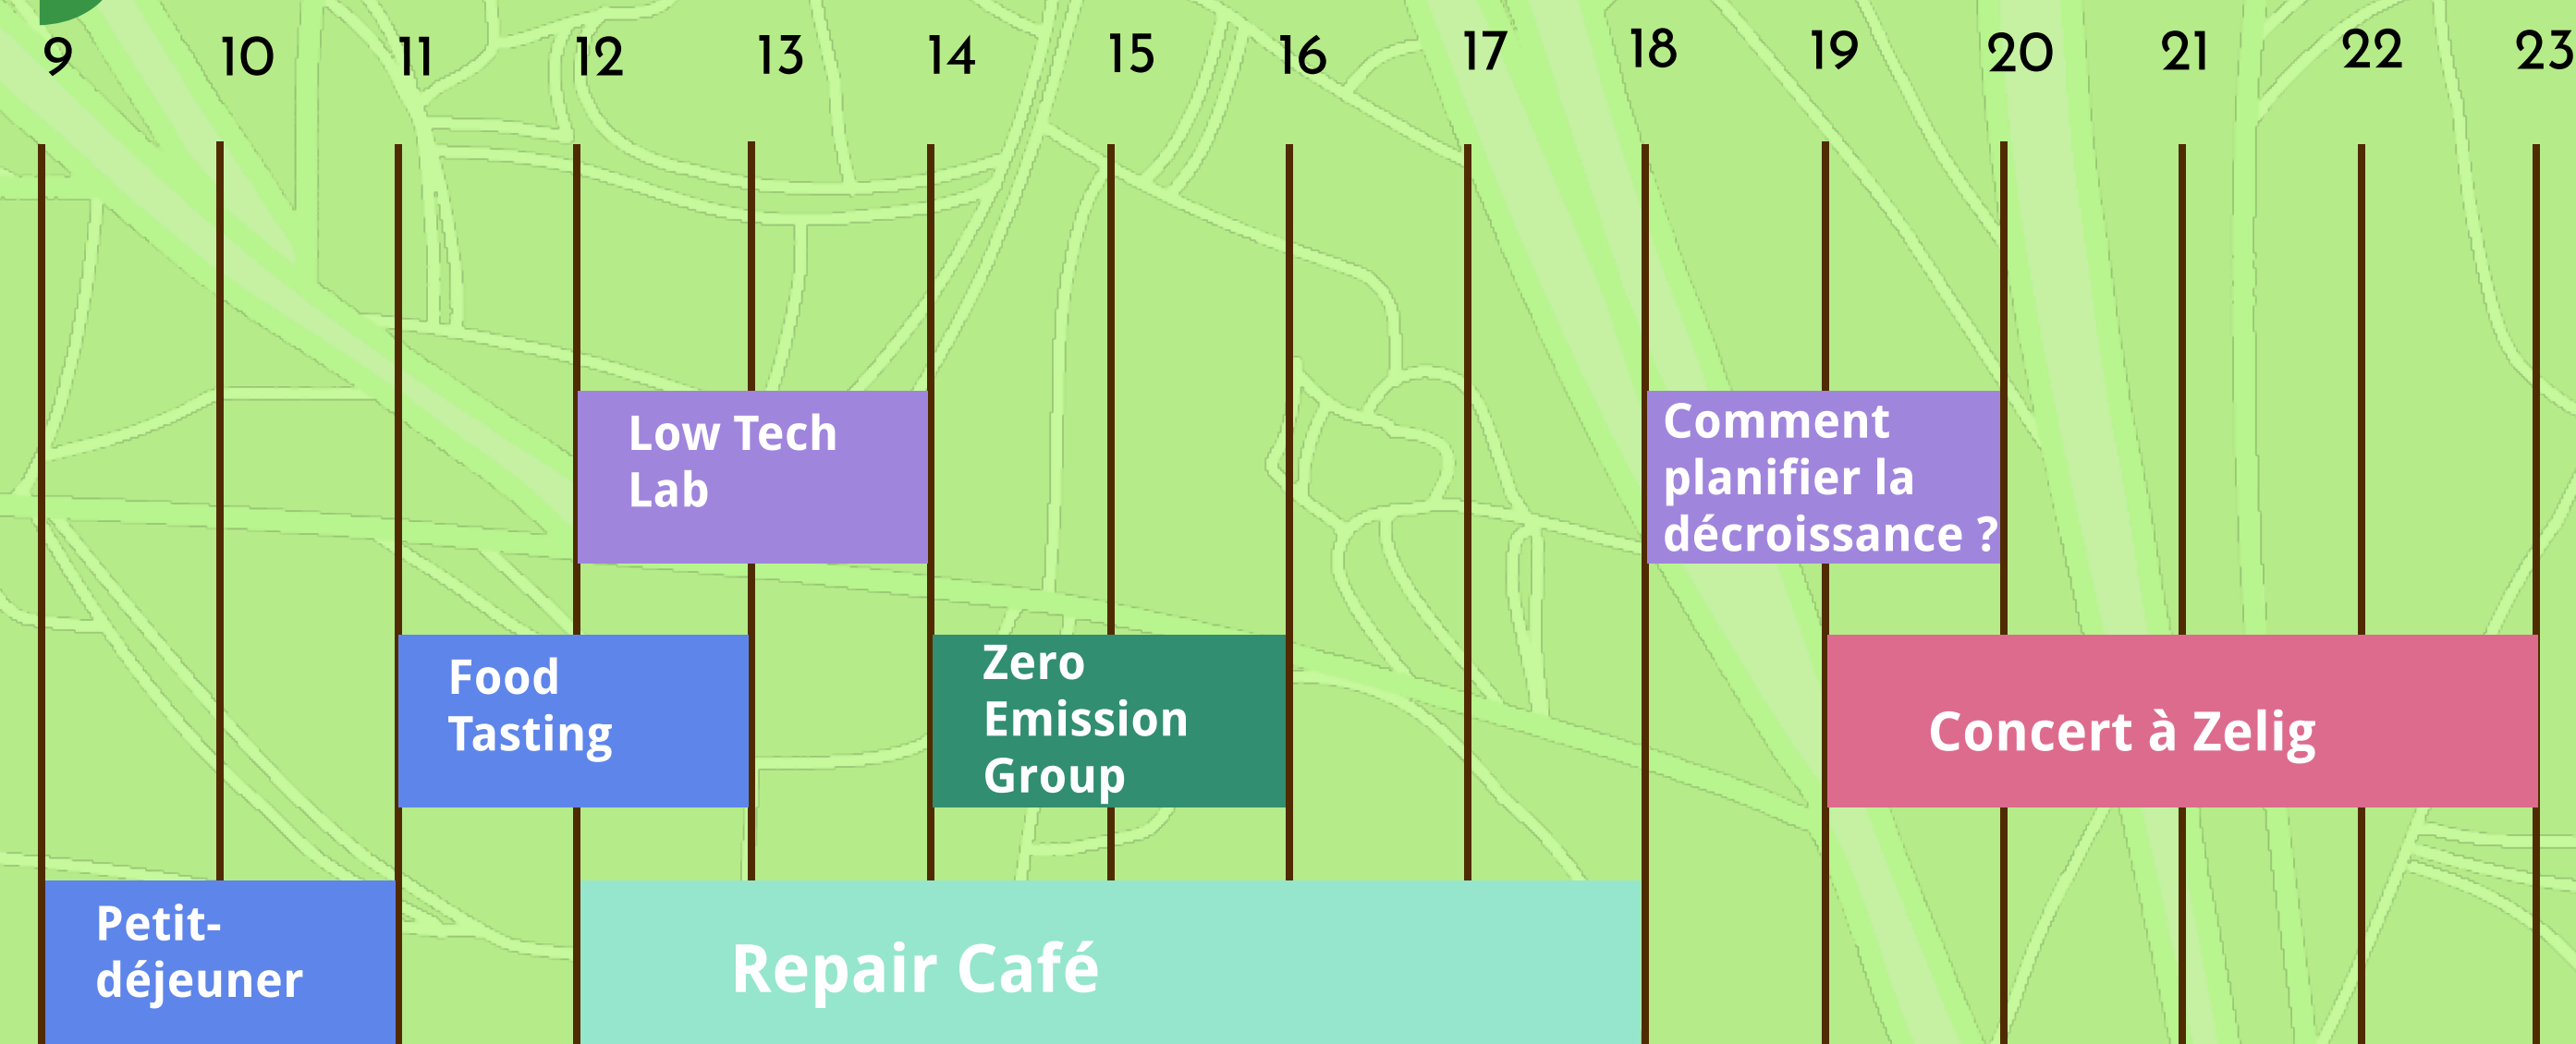 9 10 11 12 13 14 15 16 17 18 19 20 21 22 23
Low Tech
Lab
Comment
planifier la
décroissance ?
Food
Tasting
Zero
Emission
Group
Concert à Zelig
Petit-
déjeuner
Repair Café